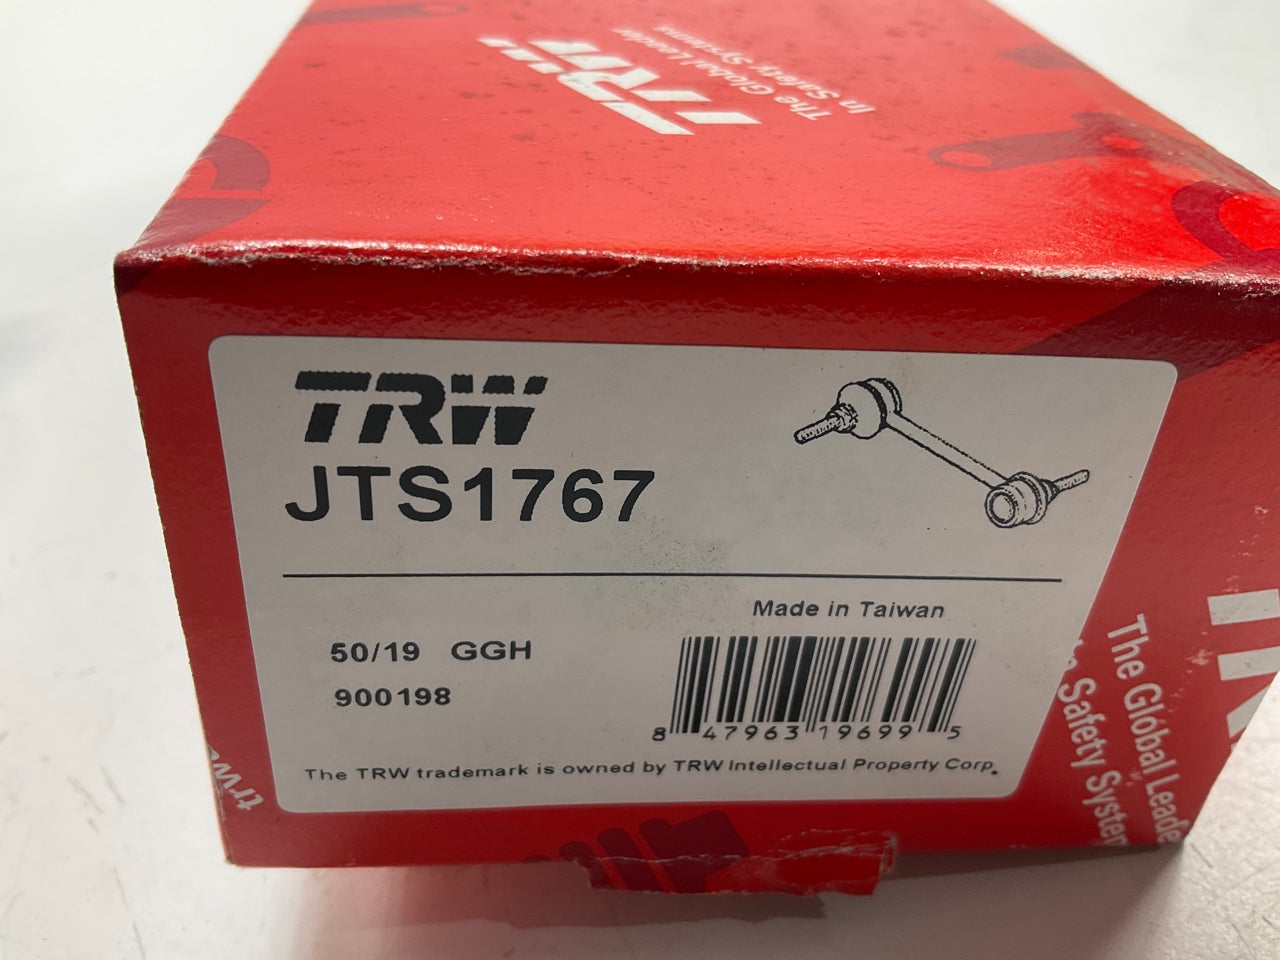 TRW
The Global Leader
In Safety Systems
TRW
JTS1767
Made in Taiwan
50/19 GGH
900198
8 47963 19699 5
The TRW trademark is owned by TRW Intellectual Property Corp.
The Global Leade
Safety System
trw